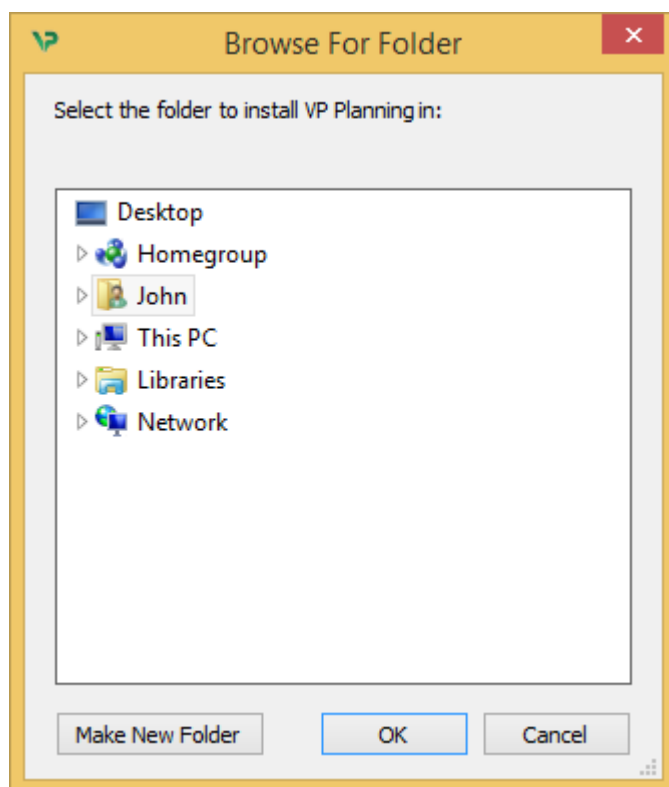 VP
Browse For Folder
Select the folder to install VP Planning in:
Desktop
Homegroup
John
This PC
Libraries
Network
Make New Folder
OK
Cancel